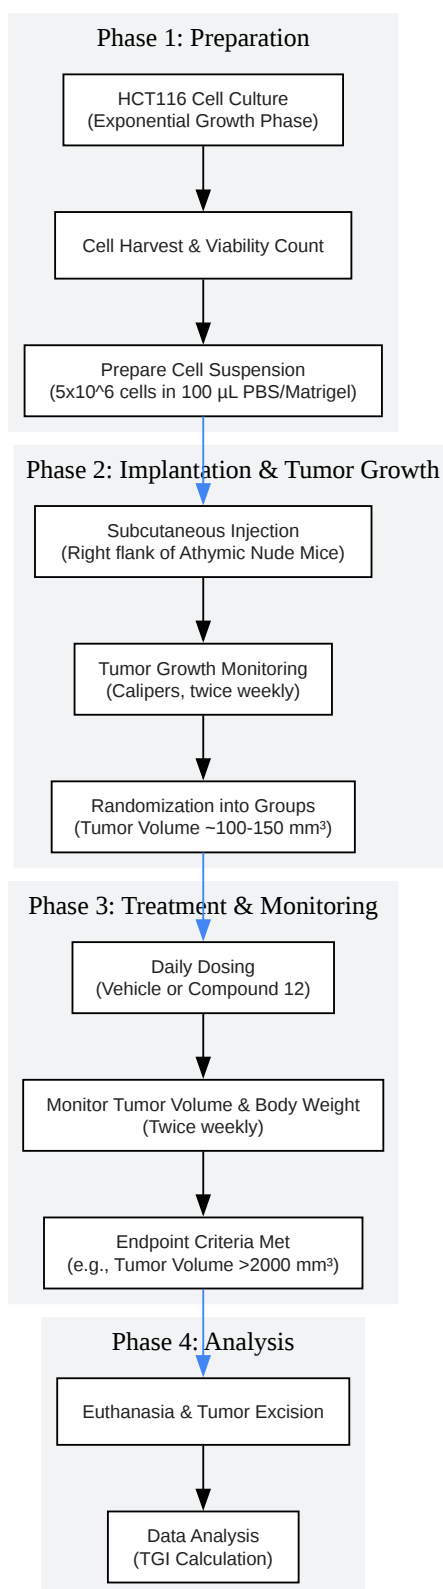 Phase 1: Preparation
HCT116 Cell Culture
(Exponential Growth Phase)
Cell Harvest & Viability Count
Prepare Cell Suspension
(5x10^6 cells in 100 µL PBS/Matrigel)
Phase 2: Implantation & Tumor Growth
Subcutaneous Injection
(Right flank of Athymic Nude Mice)
Tumor Growth Monitoring
(Calipers, twice weekly)
Randomization into Groups
(Tumor Volume ~100-150 mm³)
Phase 3: Treatment & Monitoring
Daily Dosing
(Vehicle or Compound 12)
Monitor Tumor Volume & Body Weight
(Twice weekly)
Endpoint Criteria Met
(e.g., Tumor Volume >2000 mm³)
Phase 4: Analysis
Euthanasia & Tumor Excision
Data Analysis
(TGI Calculation)